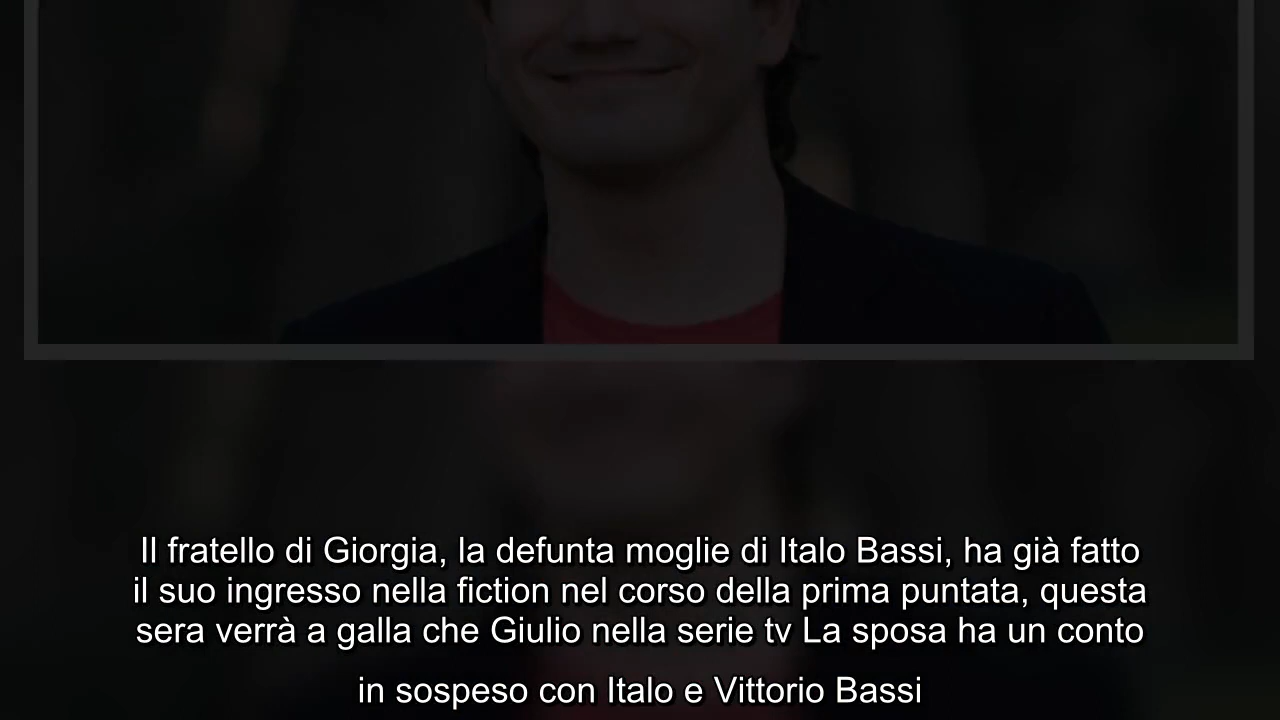 Il fratello di Giorgia, la defunta moglie di Italo Bassi, ha già fatto
il suo ingresso nella fiction nel corso della prima puntata, questa
sera verrà a galla che Giulio nella serie tv La sposa ha un conto
in sospeso con Italo e Vittorio Bassi